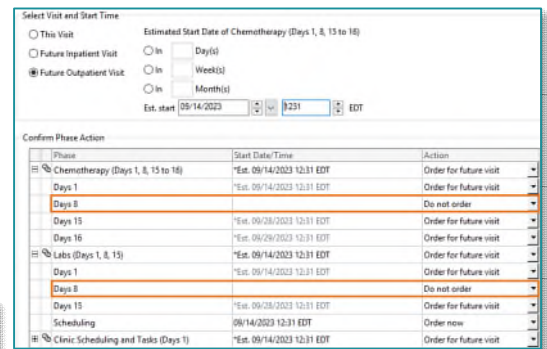 Select Visit and Start Time
This Visit
Future Inpatient Visit
Future Outpatient Visit
Estimated Start Date of Chemotherapy (Days 1, 8, 15 to 16)
In Day(s)
In Week(s)
In Month(s)
Est. start 09/14/2023 1231 EDT
Confirm Phase Action
Phase Start Date/Time Action
Chemotherapy (Days 1, 8, 15 to 16) *Est. 09/14/2023 12:31 EDT Order for future visit
Days 1 *Est. 09/14/2023 12:31 EDT Order for future visit
Days 8 Do not order
Days 15 *Est. 09/28/2023 12:31 EDT Order for future visit
Days 16 *Est. 09/29/2023 12:31 EDT Order for future visit
Labs (Days 1, 8, 15) *Est. 09/14/2023 12:31 EDT Order for future visit
Days 1 *Est. 09/14/2023 12:31 EDT Order for future visit
Days 8 Do not order
Days 15 *Est. 09/28/2023 12:31 EDT Order for future visit
Scheduling 09/14/2023 12:31 EDT Order now
Clinic Scheduling and Tasks (Days 1) *Est. 09/14/2023 12:31 EDT Order for future visit